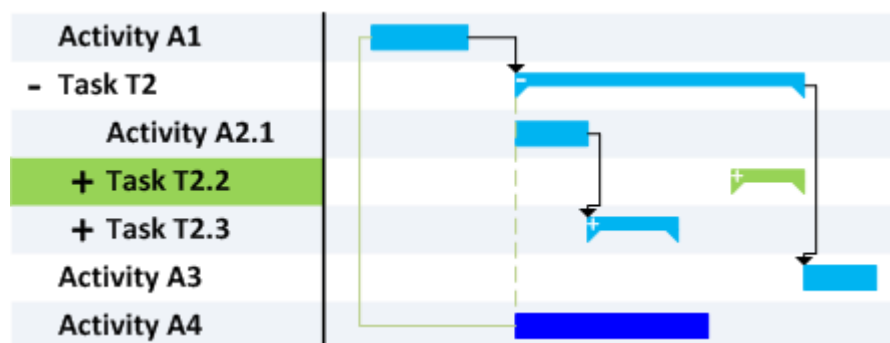 Activity A1
- Task T2
Activity A2.1
+ Task T2.2
+ Task T2.3
Activity A3
Activity A4